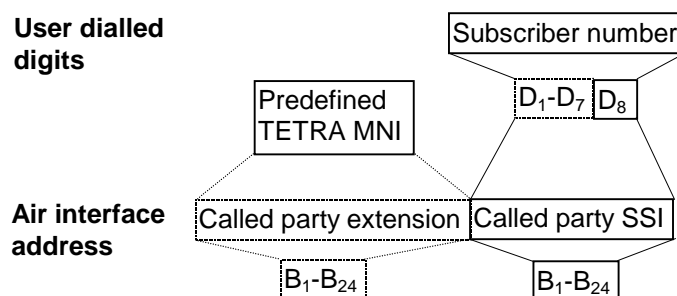 User dialled
digits
Subscriber number
Predefined
TETRA MNI
D₁-D₇ D₈
Air interface
address
Called party extension Called party SSI
B₁-B₂₄ B₁-B₂₄